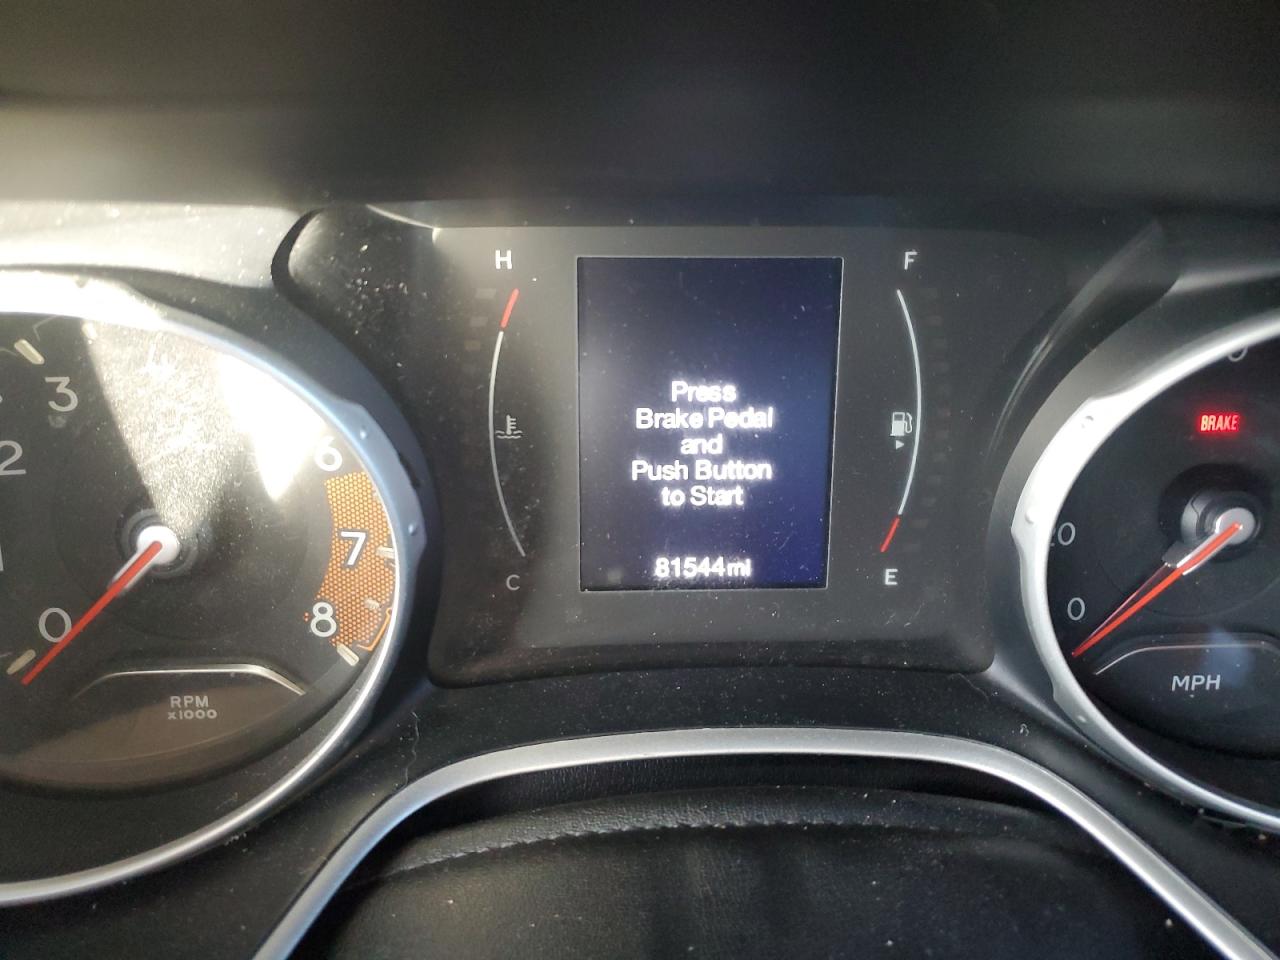 H
F
Press
Brake Pedal
and
Push Button
to Start
81544mi
C
E
0
1
2
3
6
7
8
RPM
x1000
BRAKE
0
MPH